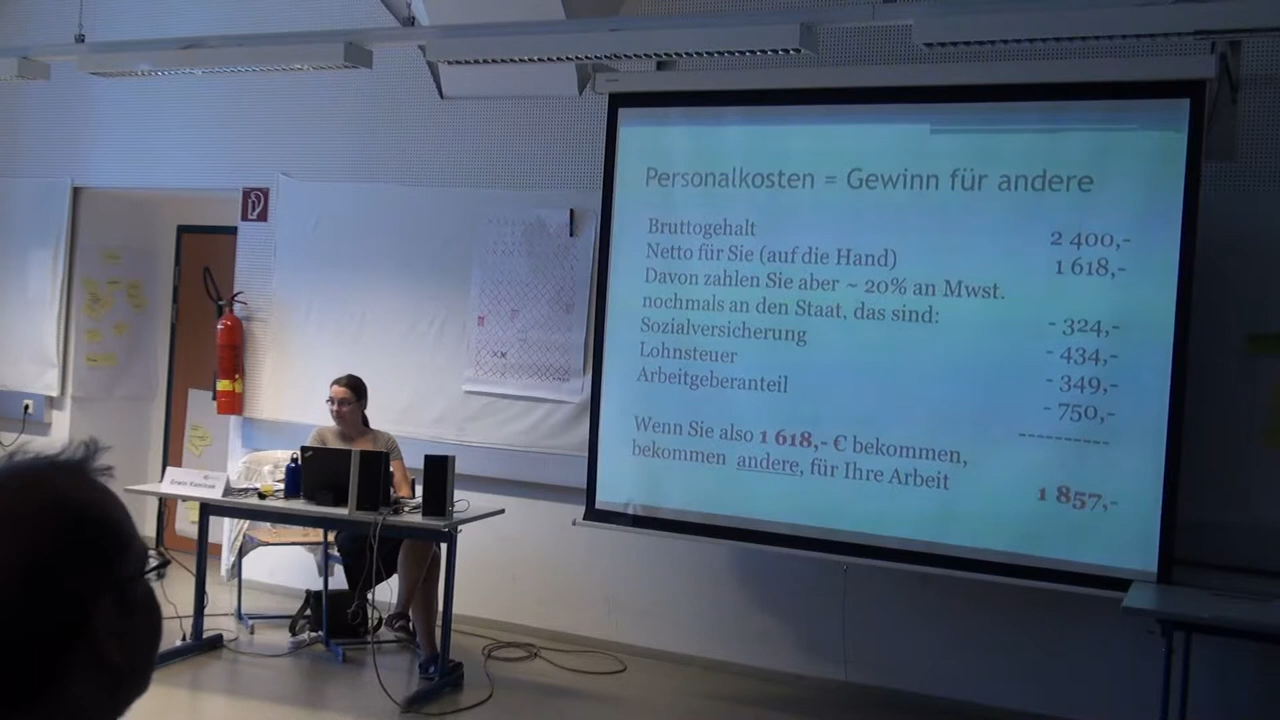 Personalkosten = Gewinn für andere
Bruttogehalt 2 400,-
Netto für Sie (auf die Hand) 1 618,-
Davon zahlen Sie aber ~ 20% an Mwst.
nochmals an den Staat, das sind: - 324,-
Sozialversicherung - 434,-
Lohnsteuer - 349,-
Arbeitgeberanteil - 750,-
----------
Wenn Sie also 1 618,- € bekommen,
bekommen andere, für Ihre Arbeit 1 857,-
Erwin